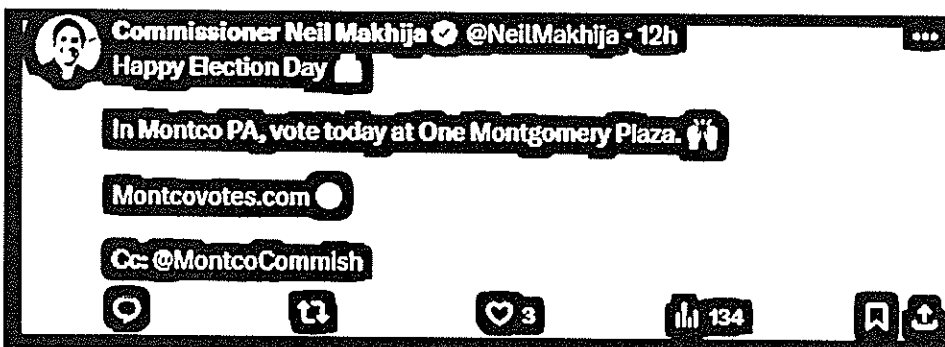 Commissioner Neil Makhija @NeilMakhija · 12h
Happy Election Day
In Montco PA, vote today at One Montgomery Plaza.
Montcovotes.com
Cc: @MontcoCommish
3 134